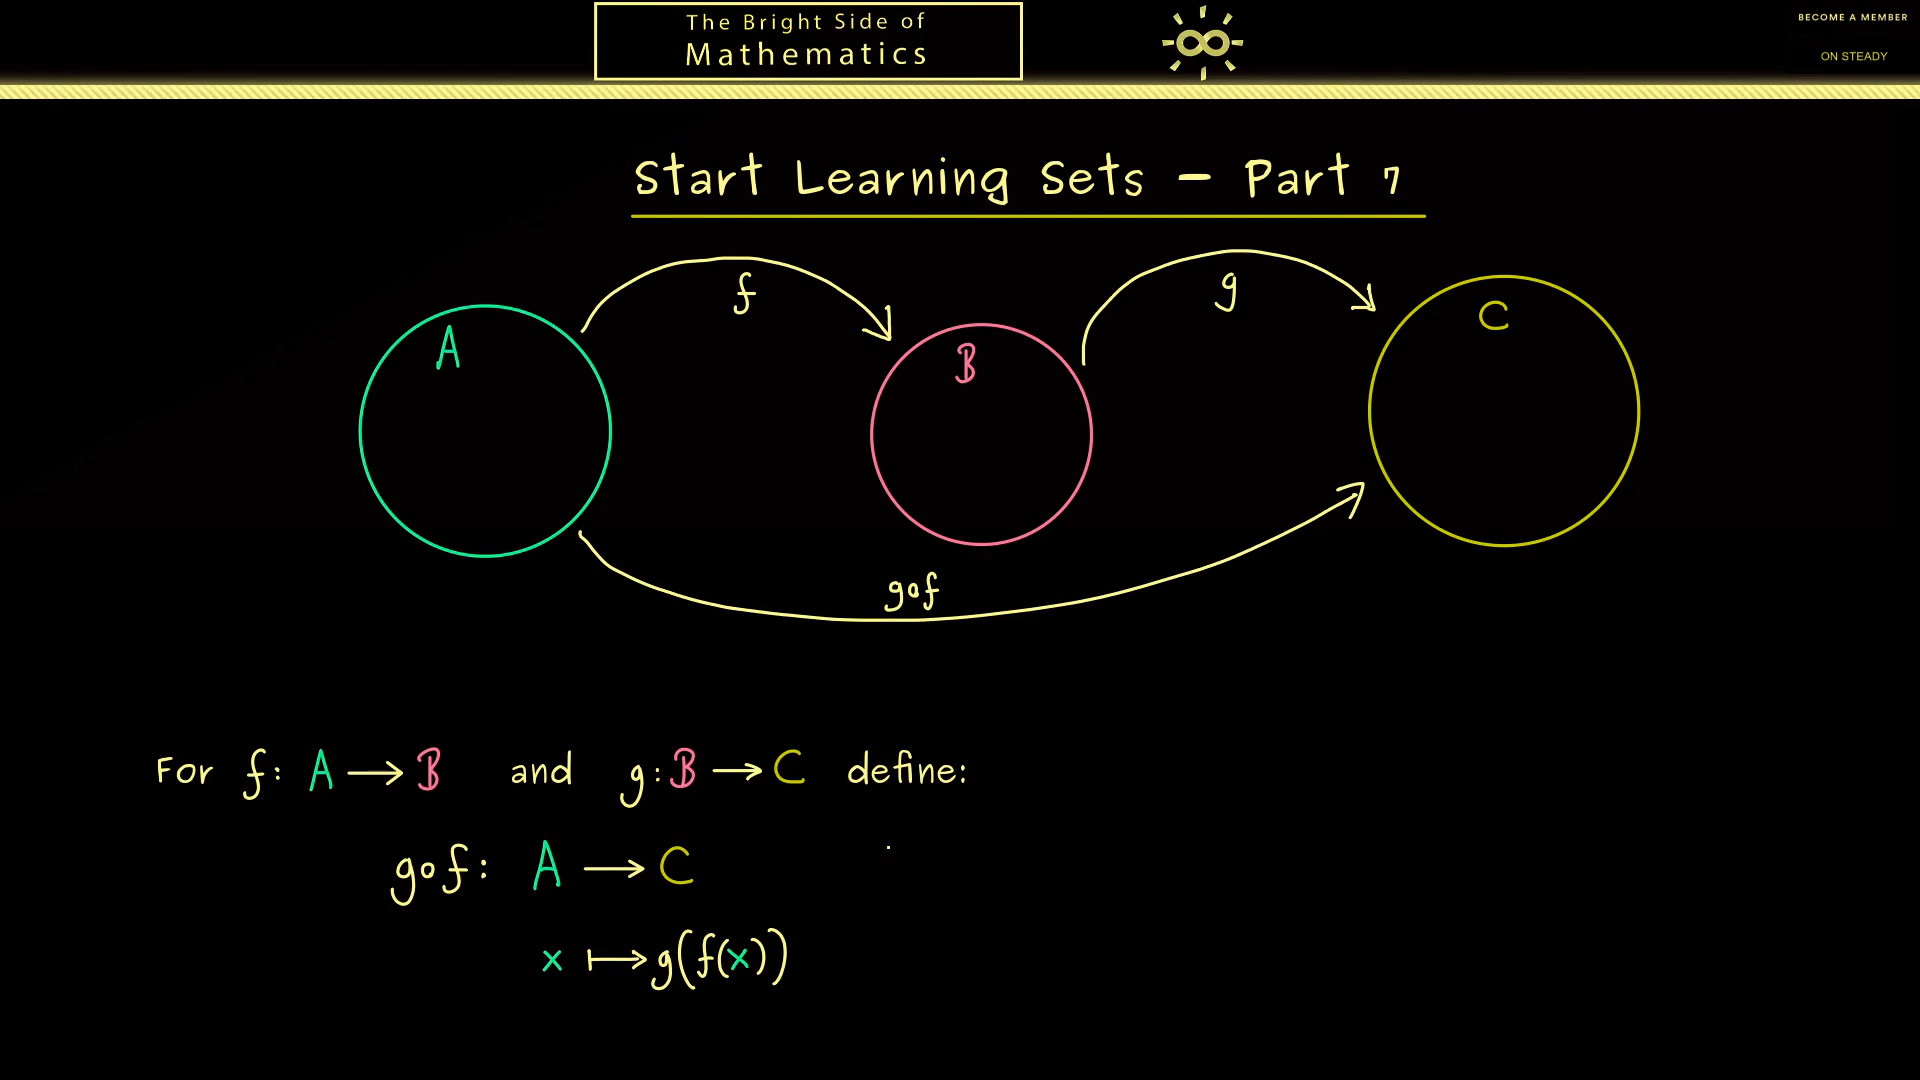 The Bright Side of
Mathematics
BECOME A MEMBER
ON STEADY
Start Learning Sets - Part 7
f
g
A
B
C
g∘f
For f: A → B and g: B → C define:
g∘f: A → C
x ↦ g(f(x))